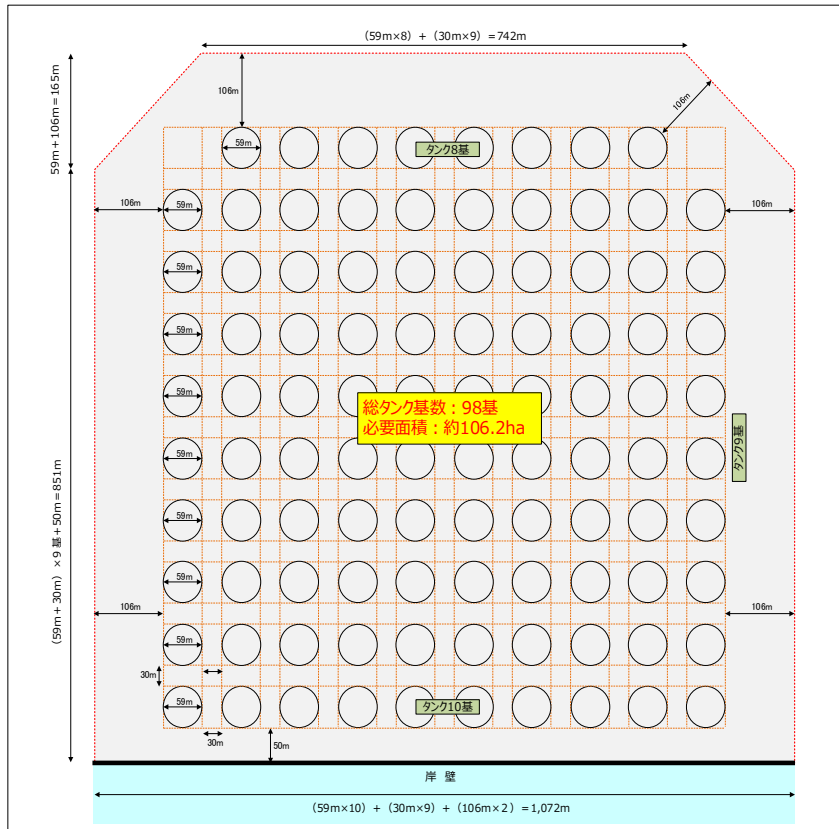 (59m×8) + (30m×9) =742m
59m+106m=165m
106m
106m
タンク8基
59m
106m
59m
106m
59m
59m
59m
総タンク基数：98基
必要面積：約106.2ha
タンク9基
59m
(59m+30m) ×9基+50m=851m
59m
59m
106m
106m
59m
30m
59m
タンク10基
30m
50m
岸 壁
(59m×10) + (30m×9) + (106m×2) =1,072m